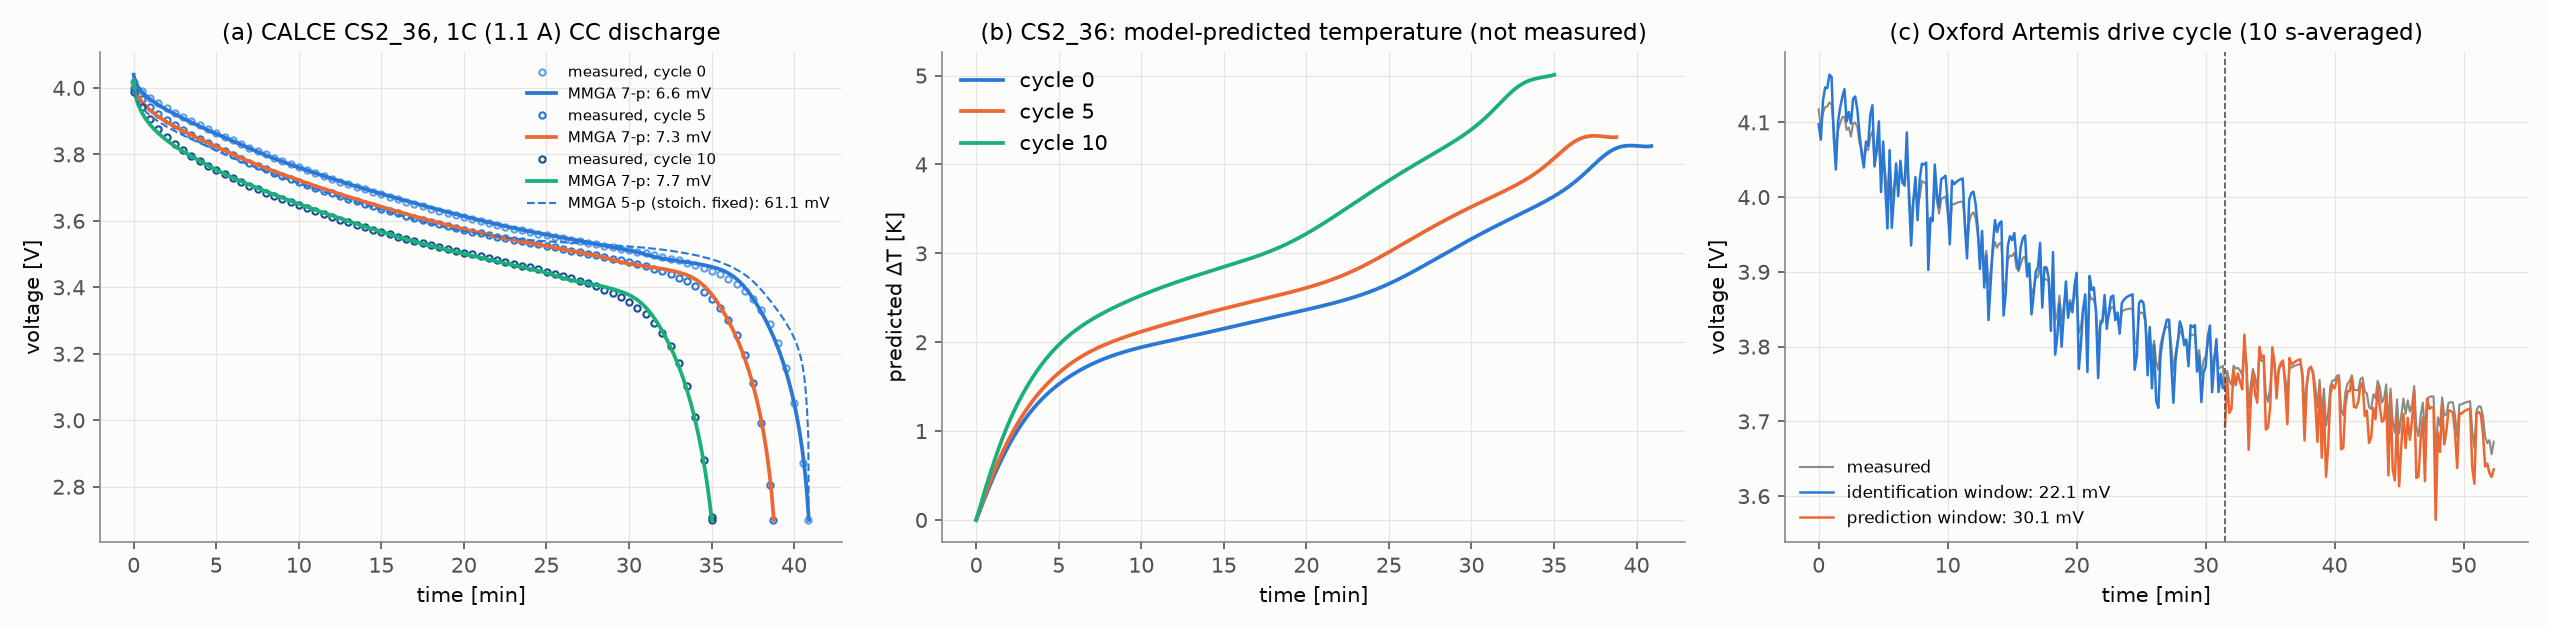 (a) CALCE CS2_36, 1C (1.1 A) CC discharge
voltage [V]
4.0
3.8
3.6
3.4
3.2
3.0
2.8
measured, cycle 0
MMGA 7-p: 6.6 mV
measured, cycle 5
MMGA 7-p: 7.3 mV
measured, cycle 10
MMGA 7-p: 7.7 mV
MMGA 5-p (stoich. fixed): 61.1 mV
0 5 10 15 20 25 30 35 40
time [min]
(b) CS2_36: model-predicted temperature (not measured)
predicted ΔT [K]
5
4
3
2
1
0
cycle 0
cycle 5
cycle 10
0 5 10 15 20 25 30 35 40
time [min]
(c) Oxford Artemis drive cycle (10 s-averaged)
voltage [V]
4.1
4.0
3.9
3.8
3.7
3.6
measured
identification window: 22.1 mV
prediction window: 30.1 mV
0 10 20 30 40 50
time [min]